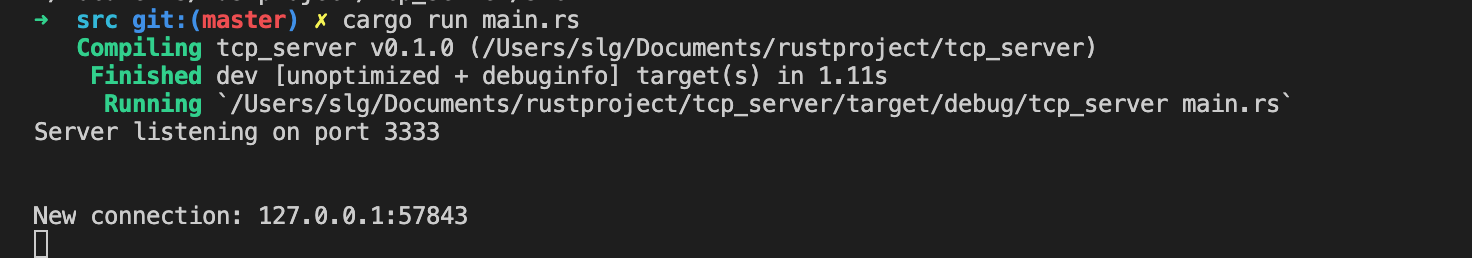 → src git:(master) ✗ cargo run main.rs
Compiling tcp_server v0.1.0 (/Users/slg/Documents/rustproject/tcp_server)
Finished dev [unoptimized + debuginfo] target(s) in 1.11s
Running `/Users/slg/Documents/rustproject/tcp_server/target/debug/tcp_server main.rs`
Server listening on port 3333
New connection: 127.0.0.1:57843